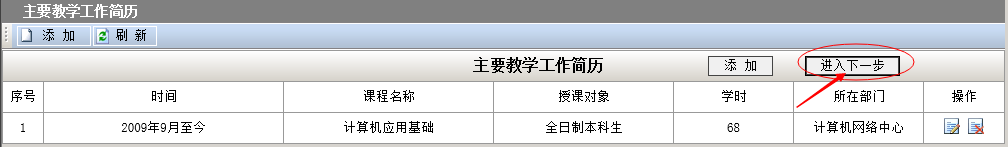 主要教学工作简历
添 加 刷 新
主要教学工作简历 添 加 进入下一步
序号 时间 课程名称 授课对象 学时 所在部门 操作
1 2009年9月至今 计算机应用基础 全日制本科生 68 计算机网络中心